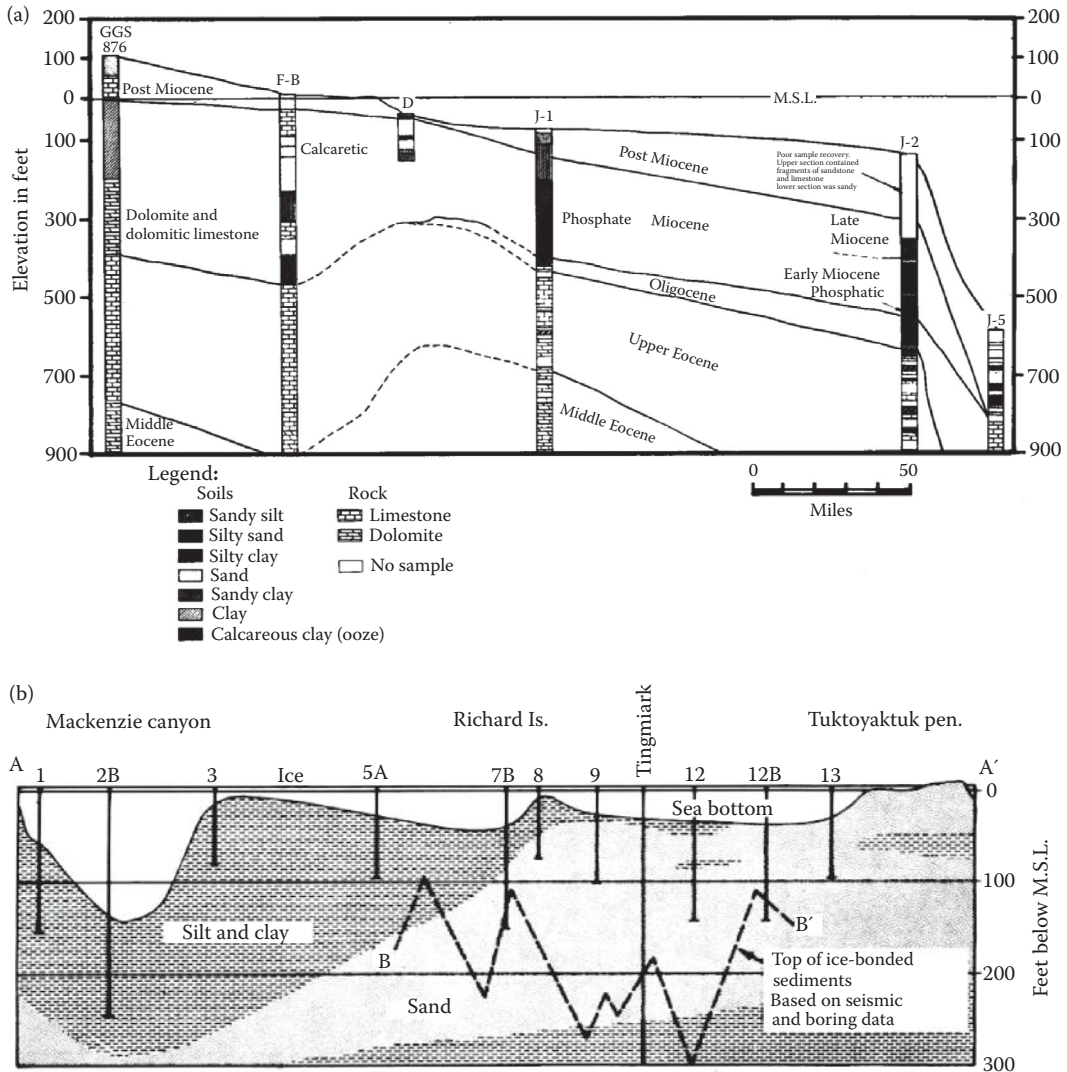 (a)
200
100
0
100
300
500
700
900
Elevation in feet
GGS
876
Post Miocene
F-B
D
M.S.L.
J-1
J-2
J-5
Calcaretic
Post Miocene
Poor sample recovery.
Upper section contained
fragments of sandstone
and limestone
lower section was sandy
Dolomite and
dolomitic limestone
Phosphate
Miocene
Late
Miocene
Early Miocene
Phosphatic
Oligocene
Upper Eocene
Middle
Eocene
Middle Eocene
200
100
0
100
300
500
700
900
0
50
Miles
Legend:
Soils
Sandy silt
Silty sand
Silty clay
Sand
Sandy clay
Clay
Calcareous clay (ooze)
Rock
Limestone
Dolomite
No sample
(b)
Mackenzie canyon
Richard Is.
Tingmiark
Tuktoyaktuk pen.
A
1
2B
3
Ice
5A
7B
8
9
12
12B
13
A′
Sea bottom
Silt and clay
B
B′
Sand
Top of ice-bonded
sediments
Based on seismic
and boring data
0
100
200
300
Feet below M.S.L.